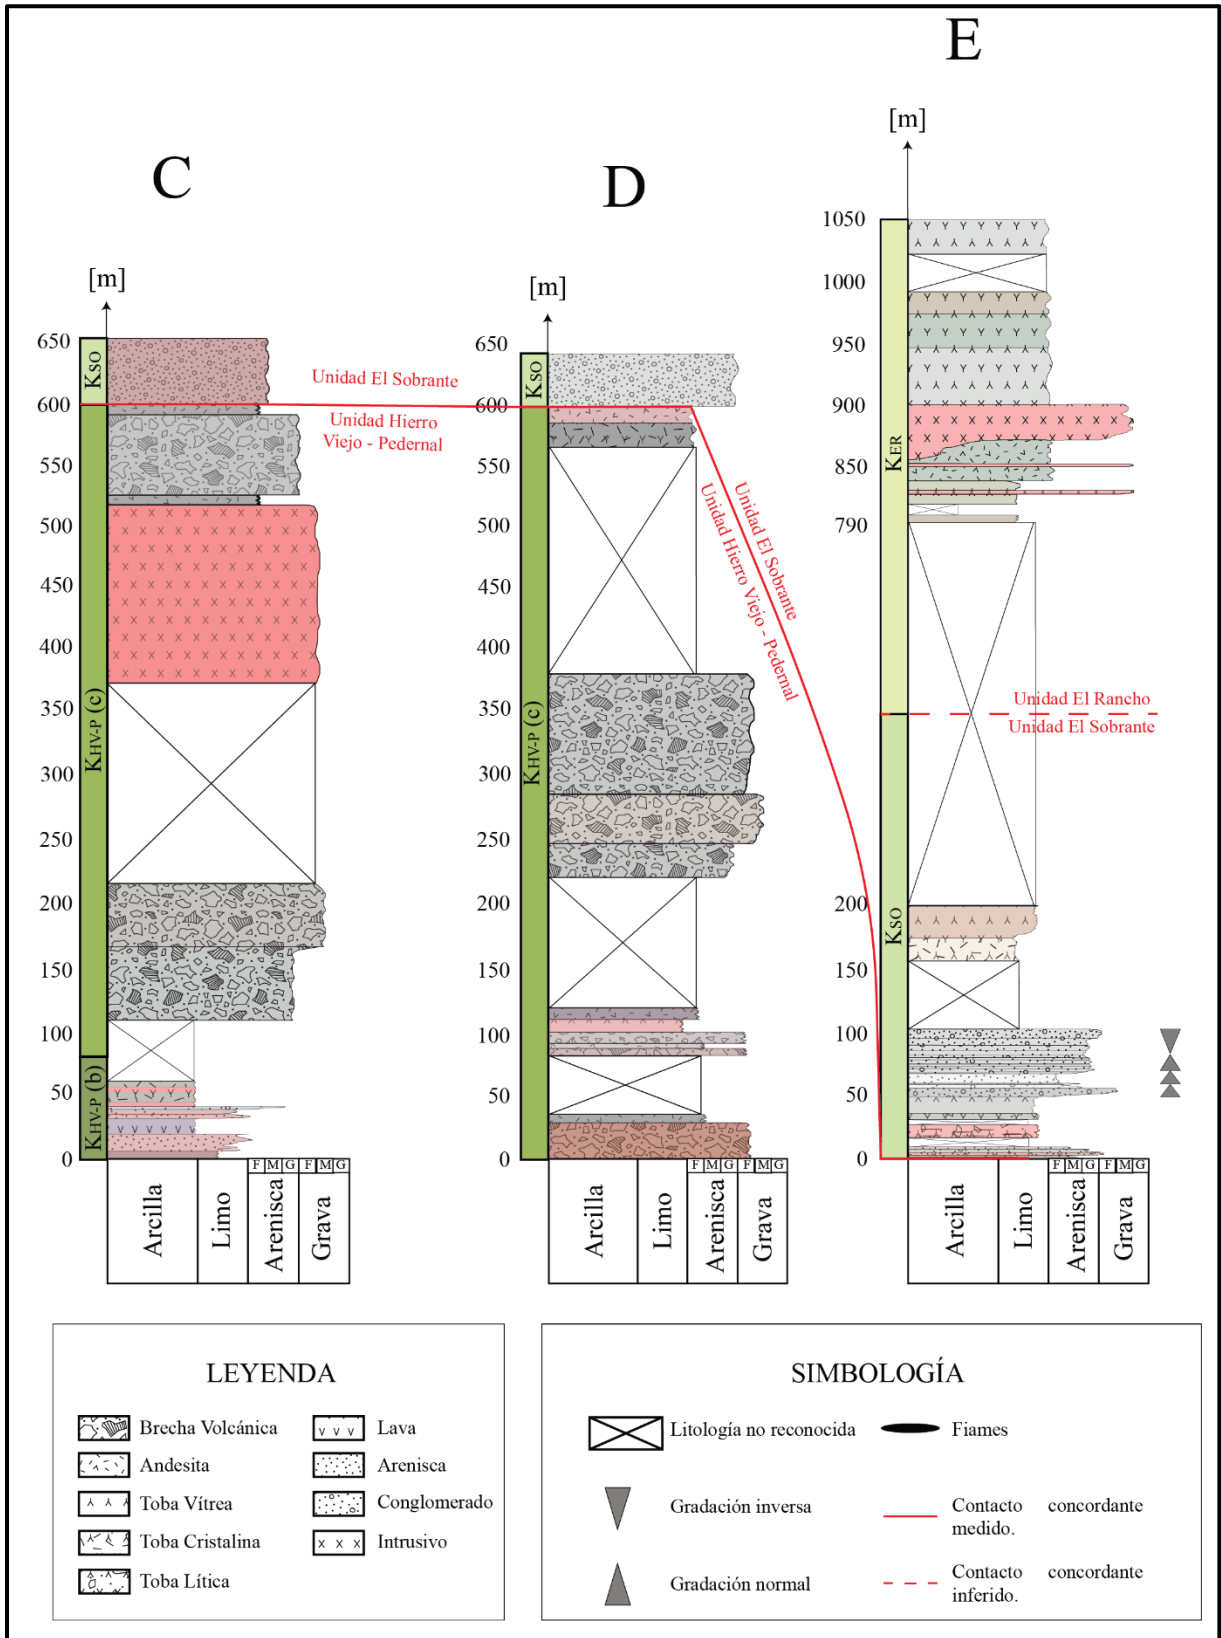 C
D
E
[m]
650
600
550
500
450
400
350
300
250
200
150
100
50
0
KSO
KHV-P (c)
KHV-P (b)
Unidad El Sobrante
Unidad Hierro
Viejo - Pedernal
F M G F M G
Arcilla
Limo
Arenisca
Grava
[m]
650
600
550
500
450
400
350
300
250
200
150
100
50
0
KSO
KHV-P (c)
Unidad El Sobrante
Unidad Hierro Viejo - Pedernal
F M G F M G
Arcilla
Limo
Arenisca
Grava
[m]
1050
1000
950
900
850
790
200
150
100
50
0
KER
KSO
Unidad El Rancho
Unidad El Sobrante
F M G F M G
Arcilla
Limo
Arenisca
Grava
LEYENDA
Brecha Volcánica
Andesita
Toba Vítrea
Toba Cristalina
Toba Lítica
Lava
Arenisca
Conglomerado
Intrusivo
SIMBOLOGÍA
Litología no reconocida
Gradación inversa
Gradación normal
Fiames
Contacto concordante
medido.
Contacto concordante
inferido.